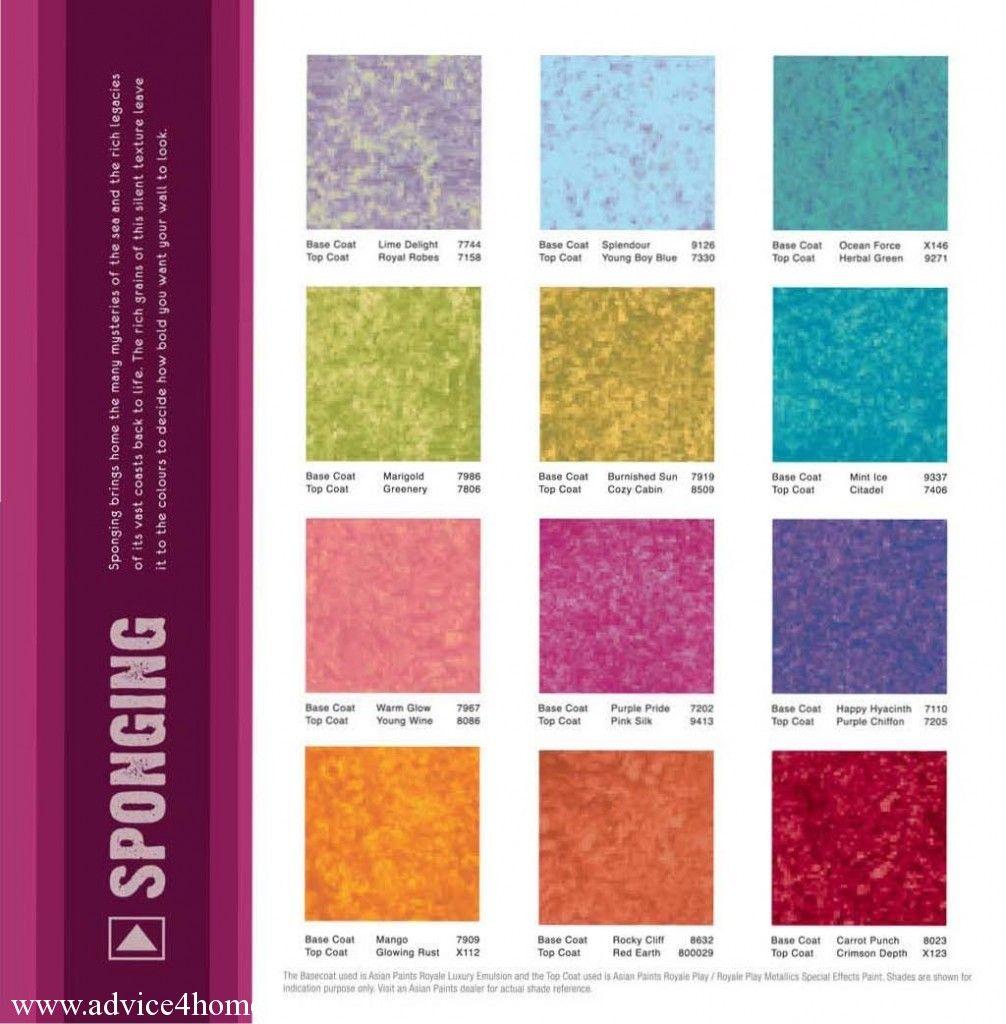 SPONGING
Sponging brings home the many mysteries of the sea and the rich legacies
of its vast coasts back to life. The rich grains of this silent texture leave
it to the colours to decide how bold you want your wall to look.
Base Coat Lime Delight 7744
Top Coat Royal Robes 7158
Base Coat Splendour 9126
Top Coat Young Boy Blue 7330
Base Coat Ocean Force X146
Top Coat Herbal Green 9271
Base Coat Marigold 7986
Top Coat Greenery 7806
Base Coat Burnished Sun 7919
Top Coat Cozy Cabin 8509
Base Coat Mint Ice 9337
Top Coat Citadel 7406
Base Coat Warm Glow 7967
Top Coat Young Wine 8086
Base Coat Purple Pride 7202
Top Coat Pink Silk 9413
Base Coat Happy Hyacinth 7110
Top Coat Purple Chiffon 7205
Base Coat Mango 7909
Top Coat Glowing Rust X112
Base Coat Rocky Cliff 8632
Top Coat Red Earth 800029
Base Coat Carrot Punch 8023
Top Coat Crimson Depth X123
The Basecoat used is Asian Paints Royale Luxury Emulsion and the Top Coat used is Asian Paints Royale Play / Royale Play Metallics Special Effects Paint. Shades are shown for
indication purpose only. Visit an Asian Paints dealer for actual shade reference.
www.advice4home